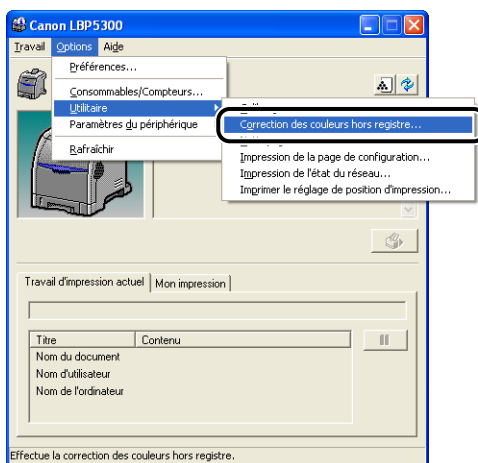 Canon LBP5300
Travail Options Aide
Préférences...
Consommables/Compteurs...
Utilitaire
Paramètres du périphérique
Rafraîchir
Correction des couleurs hors registre...
Impression de la page de configuration...
Impression de l'état du réseau...
Imprimer le réglage de position d'impression...
Travail d'impression actuel Mon impression
Titre Contenu
Nom du document
Nom d'utilisateur
Nom de l'ordinateur
Effectue la correction des couleurs hors registre.